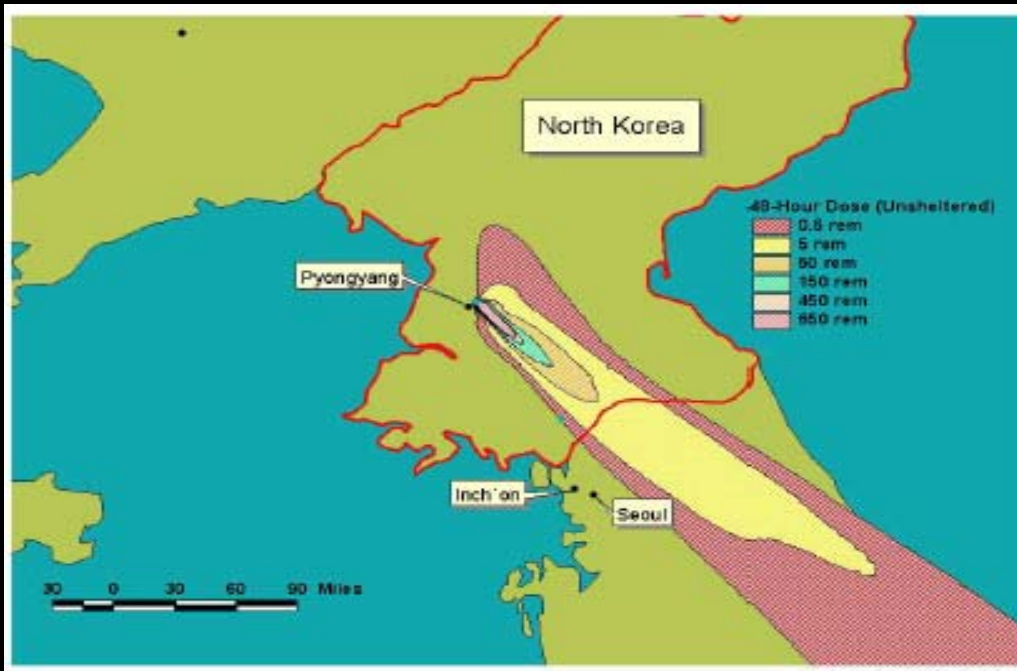 North Korea
48-Hour Dose (Unsheltered)
0.5 rem
5 rem
50 rem
150 rem
450 rem
650 rem
Pyongyang
Inch'on
Seoul
30 0 30 60 90 Miles